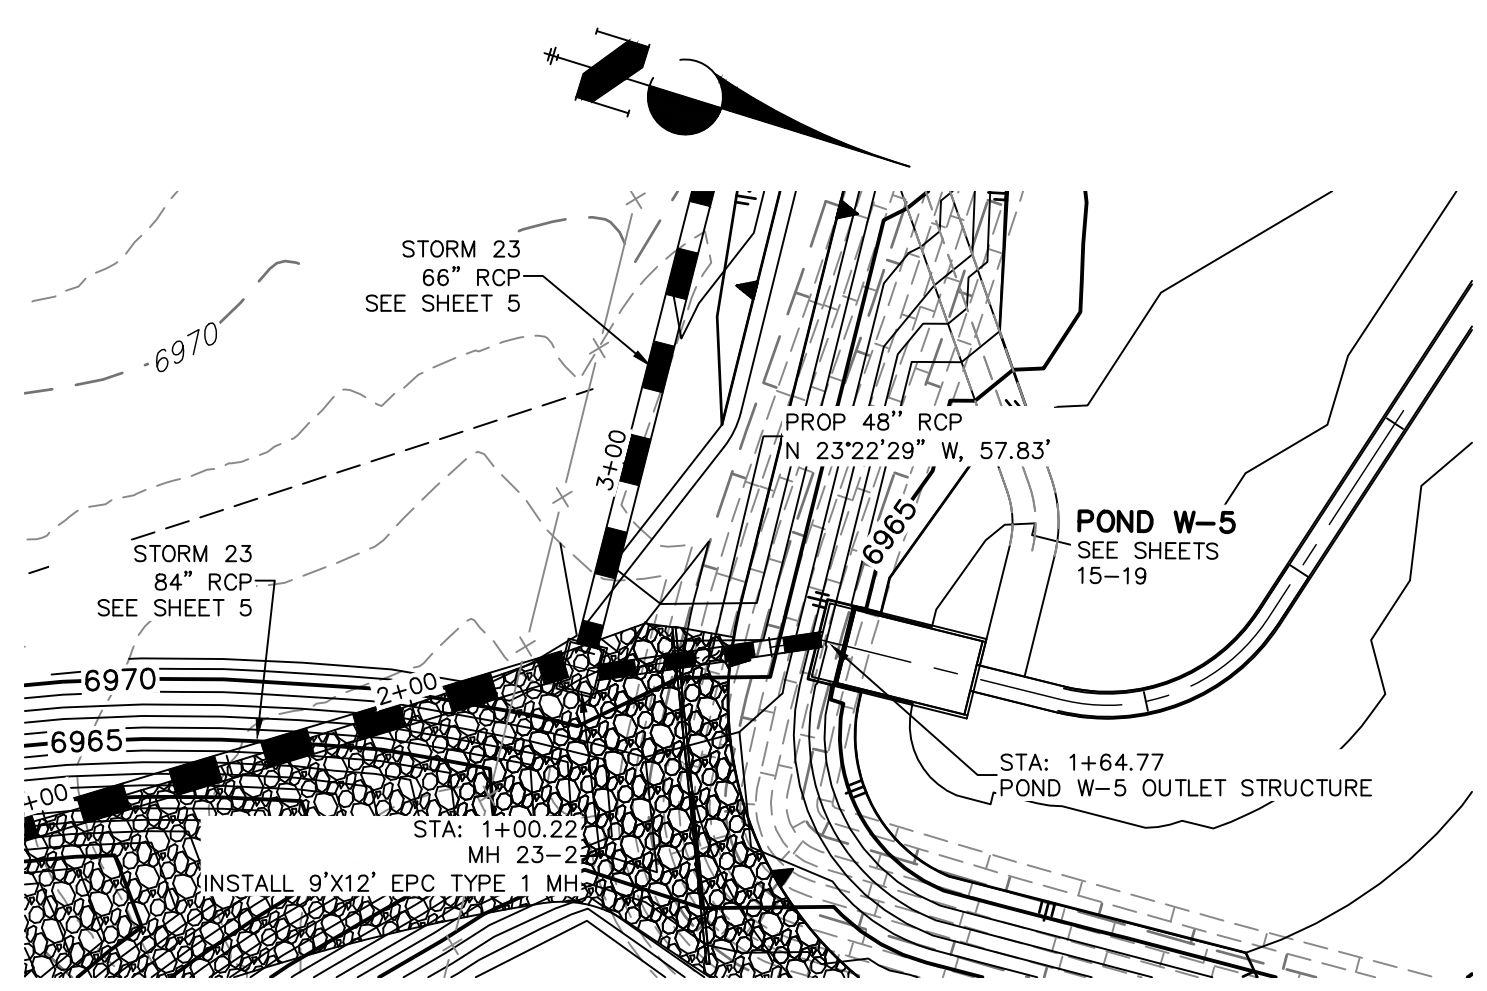 N
STORM 23
66" RCP
SEE SHEET 5
6970
PROP 48'' RCP
N 23°22'29" W, 57.83'
3+00
6965
POND W-5
SEE SHEETS
15-19
STORM 23
84" RCP
SEE SHEET 5
6970
2+00
6965
+00
STA: 1+64.77
POND W-5 OUTLET STRUCTURE
STA: 1+00.22
MH 23-2
INSTALL 9'X12' EPC TYPE 1 MH